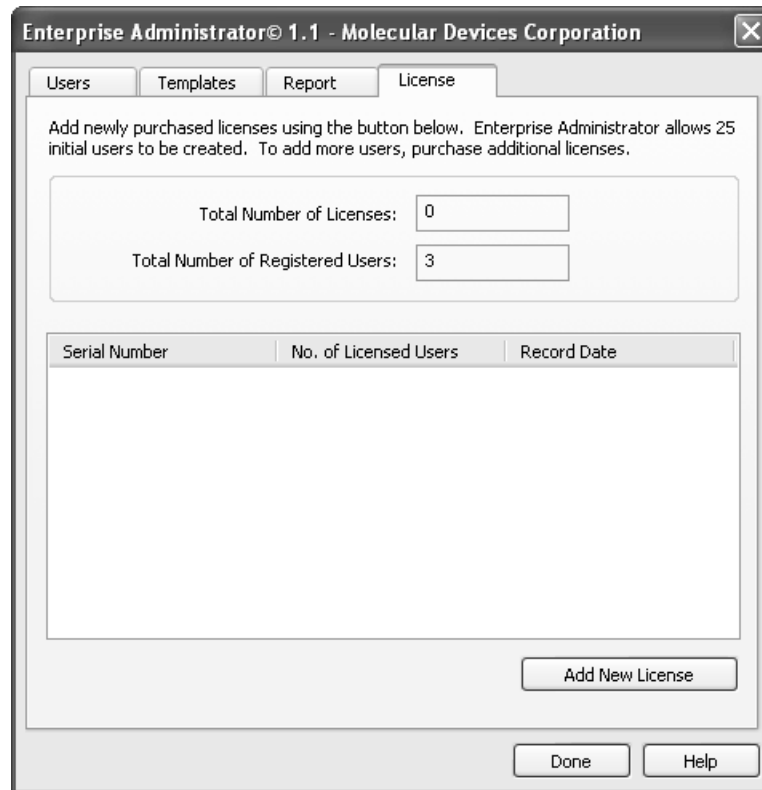 Enterprise Administrator© 1.1 - Molecular Devices Corporation
Users Templates Report License
Add newly purchased licenses using the button below. Enterprise Administrator allows 25
initial users to be created. To add more users, purchase additional licenses.
Total Number of Licenses: 0
Total Number of Registered Users: 3
Serial Number No. of Licensed Users Record Date
Add New License
Done Help